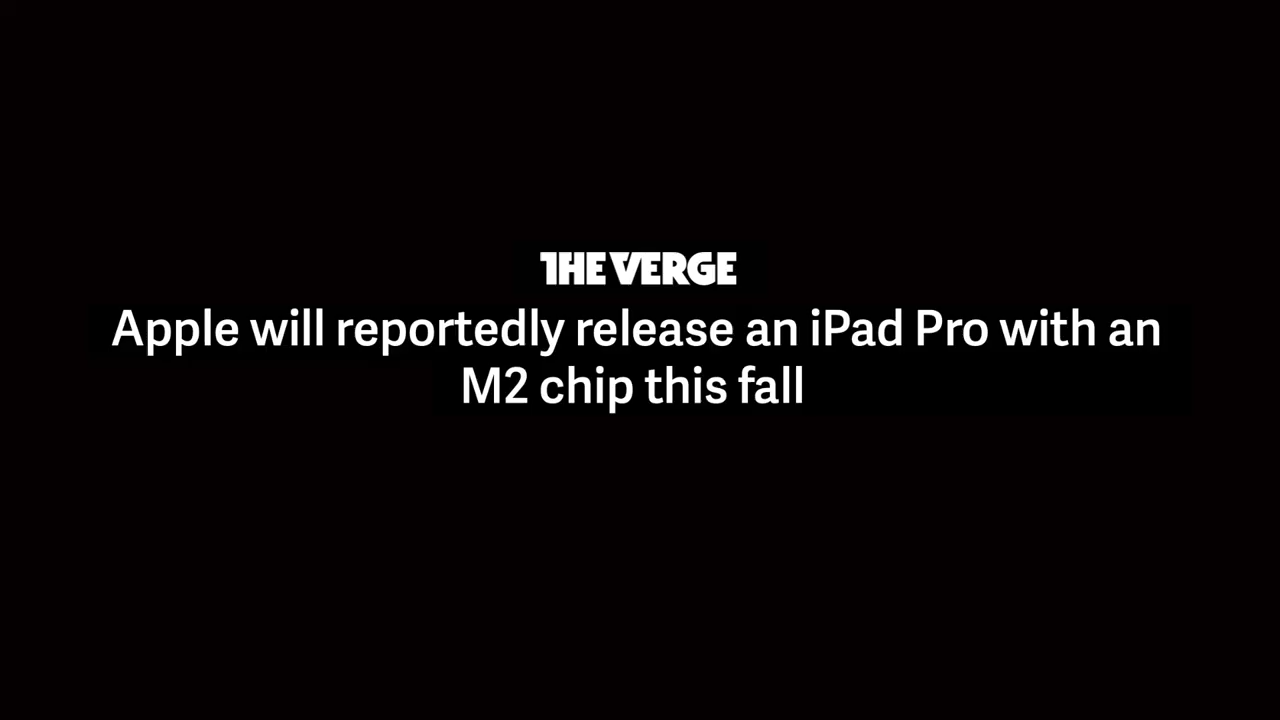 THE VERGE
Apple will reportedly release an iPad Pro with an
M2 chip this fall